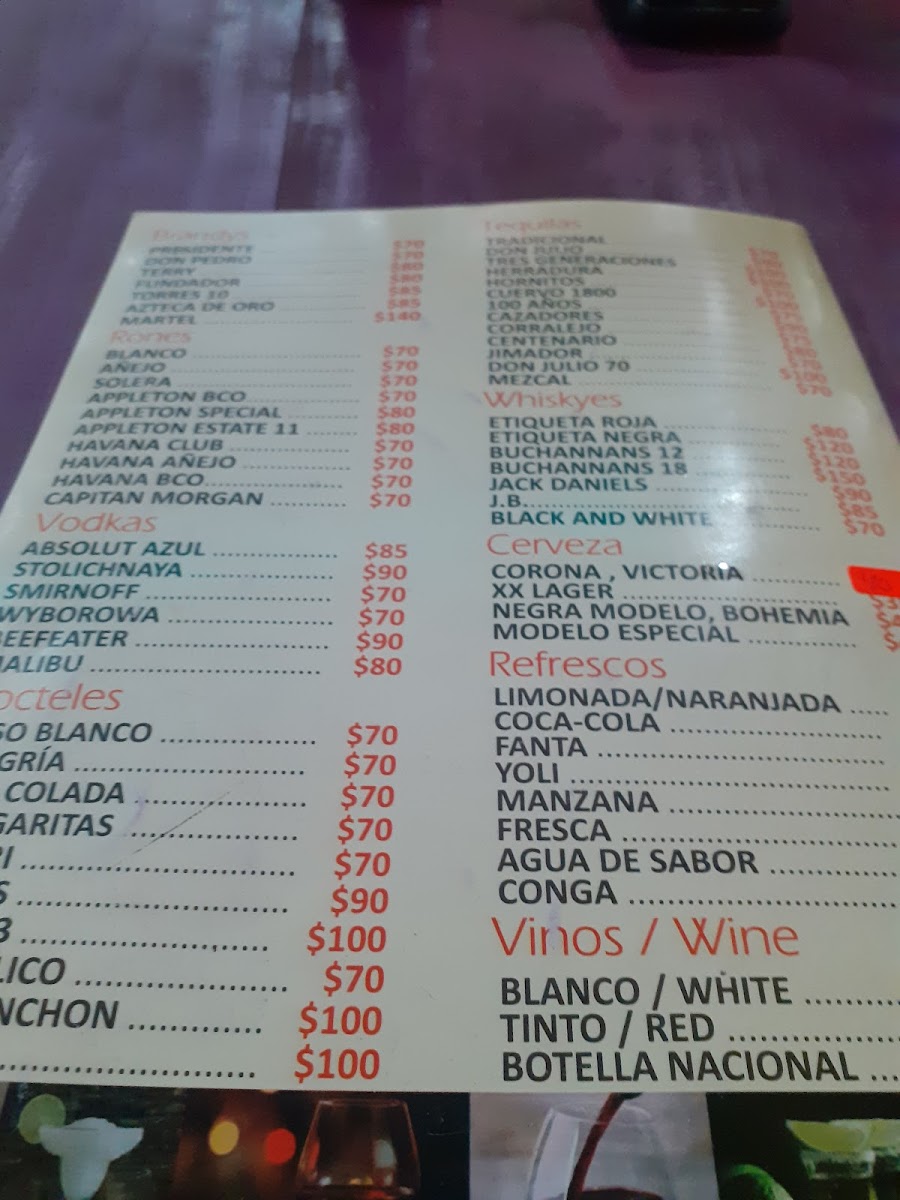 Brandys
PRESIDENTE $70
DON PEDRO $70
TERRY $80
FUNDADOR $80
TORRES 10 $85
AZTECA DE ORO $85
MARTEL $140
Rones
BLANCO $70
AÑEJO $70
SOLERA $70
APPLETON BCO $70
APPLETON SPECIAL $80
APPLETON ESTATE 11 $80
HAVANA CLUB $70
HAVANA AÑEJO $70
HAVANA BCO $70
CAPITAN MORGAN $70
Vodkas
ABSOLUT AZUL $85
STOLICHNAYA $90
SMIRNOFF $70
WYBOROWA $70
BEEFEATER $90
MALIBU $80
octeles
SO BLANCO $70
GRÍA $70
COLADA $70
GARITAS $70
RI $70
S $90
$100
LICO $70
NCHON $100
$100
Tequilas
TRADICIONAL
DON JULIO
TRES GENERACIONES
HERRADURA
HORNITOS
CUERVO 1800
100 AÑOS
CAZADORES
CORRALEJO
CENTENARIO
JIMADOR
DON JULIO 70 $100
MEZCAL $70
Whiskyes
ETIQUETA ROJA $80
ETIQUETA NEGRA $120
BUCHANNANS 12 $120
BUCHANNANS 18 $150
JACK DANIELS $90
J.B. $85
BLACK AND WHITE $70
Cerveza
CORONA , VICTORIA
XX LAGER
NEGRA MODELO, BOHEMIA
MODELO ESPECIAL
Refrescos
LIMONADA/NARANJADA
COCA-COLA
FANTA
YOLI
MANZANA
FRESCA
AGUA DE SABOR
CONGA
Vinos / Wine
BLANCO / WHITE
TINTO / RED
BOTELLA NACIONAL